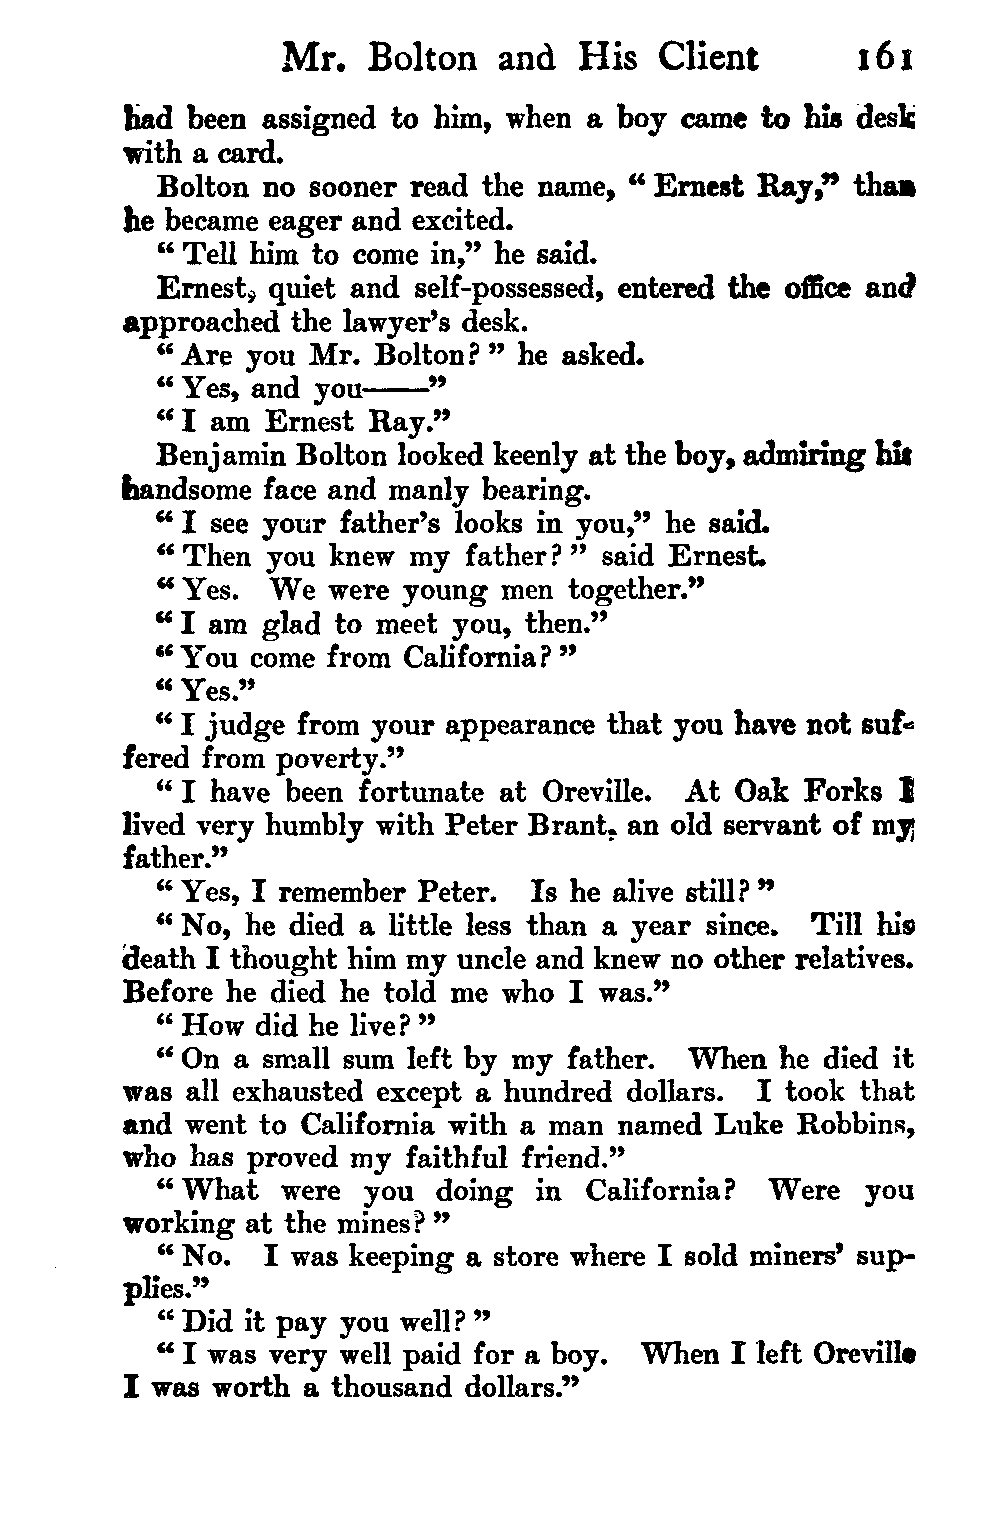 Mr. Bolton and His Client 161
had been assigned to him, when a boy came to his desk
with a card.
Bolton no sooner read the name, “ Ernest Ray,” than
he became eager and excited.
“ Tell him to come in,” he said.
Ernest, quiet and self-possessed, entered the office and
approached the lawyer’s desk.
“ Are you Mr. Bolton? ” he asked.
“ Yes, and you——”
“ I am Ernest Ray.”
Benjamin Bolton looked keenly at the boy, admiring his
handsome face and manly bearing.
“ I see your father’s looks in you,” he said.
“ Then you knew my father? ” said Ernest.
“ Yes. We were young men together.”
“ I am glad to meet you, then.”
“ You come from California? ”
“ Yes.”
“ I judge from your appearance that you have not suf-
fered from poverty.”
“ I have been fortunate at Oreville. At Oak Forks I
lived very humbly with Peter Brant, an old servant of my
father.”
“ Yes, I remember Peter. Is he alive still? ”
“ No, he died a little less than a year since. Till his
death I thought him my uncle and knew no other relatives.
Before he died he told me who I was.”
“ How did he live? ”
“ On a small sum left by my father. When he died it
was all exhausted except a hundred dollars. I took that
and went to California with a man named Luke Robbins,
who has proved my faithful friend.”
“ What were you doing in California? Were you
working at the mines? ”
“ No. I was keeping a store where I sold miners’ sup-
plies.”
“ Did it pay you well? ”
“ I was very well paid for a boy. When I left Oreville
I was worth a thousand dollars.”